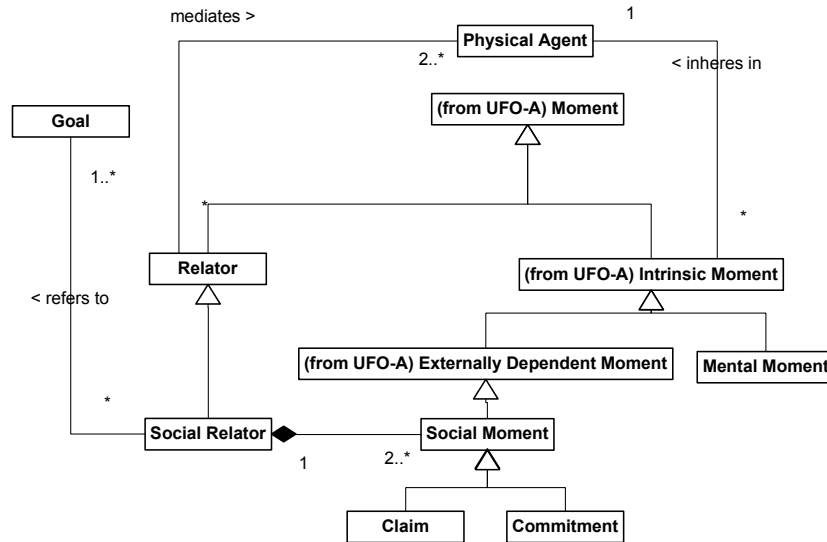 mediates >
Physical Agent
1
2..*
< inheres in
(from UFO-A) Moment
Goal
1..*
*
*
Relator
(from UFO-A) Intrinsic Moment
< refers to
(from UFO-A) Externally Dependent Moment
Mental Moment
*
Social Relator
Social Moment
1
2..*
Claim
Commitment